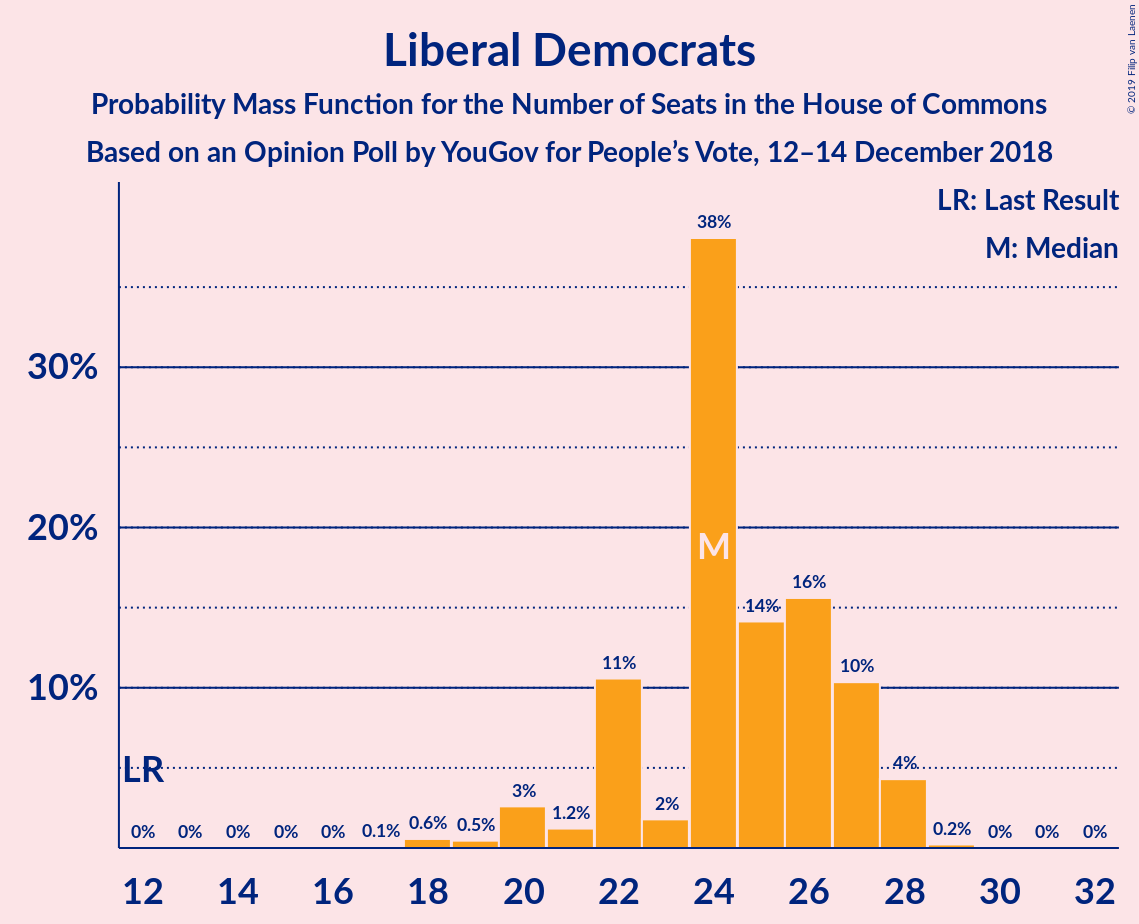 Liberal Democrats
Probability Mass Function for the Number of Seats in the House of Commons
Based on an Opinion Poll by YouGov for People’s Vote, 12–14 December 2018
© 2019 Filip van Laenen
LR: Last Result
M: Median
38%
30%
20%
M
16%
14%
11%
10%
10%
LR
4%
3%
2%
1.2%
0% 0% 0% 0% 0% 0.1% 0.6% 0.5% 0.2% 0% 0% 0%
12 14 16 18 20 22 24 26 28 30 32